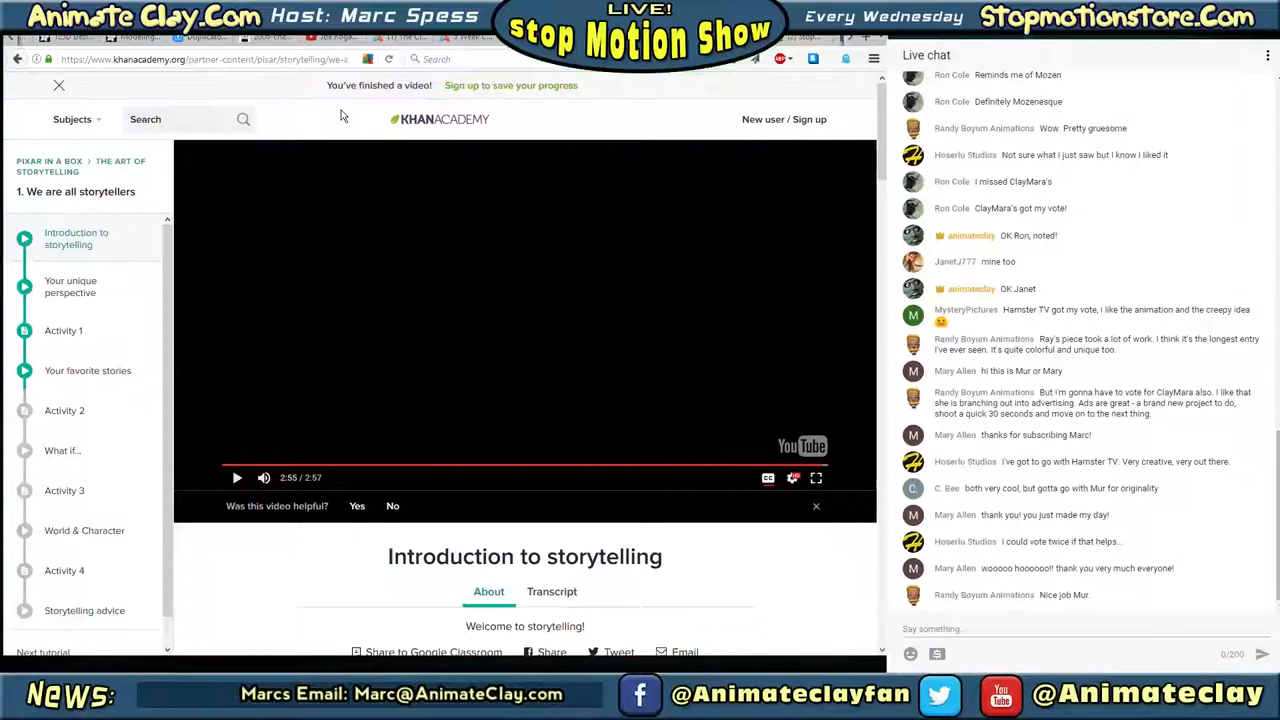 Animate Clay.Com Host: Marc Spess
LIVE!
Stop Motion Show
Every Wednesday Stopmotionstore.Com
Search
You've finished a video! Sign up to save your progress
Subjects
Search
KHANACADEMY
New user / Sign up
PIXAR IN A BOX > THE ART OF
STORYTELLING
1. We are all storytellers
Introduction to
storytelling
Your unique
perspective
Activity 1
Your favorite stories
Activity 2
What if...
Activity 3
World & Character
Activity 4
Storytelling advice
Next tutorial
YouTube
2:55 / 2:57
CC
HD
Was this video helpful? Yes No
Introduction to storytelling
About Transcript
Welcome to storytelling!
Share to Google Classroom Share Tweet Email
Live chat
Ron Cole Reminds me of Mozen
Ron Cole Definitely Mozenesque
Randy Boyum Animations Wow. Pretty gruesome
Hoserlu Studios Not sure what I just saw but I know I liked it
Ron Cole I missed ClayMara's
Ron Cole ClayMara's got my vote!
animateclay OK Ron, noted!
JanetJ777 mine too
animateclay OK Janet
M MysteryPictures Hamster TV got my vote, i like the animation and the creepy idea
Randy Boyum Animations Ray's piece took a lot of work. I think it's the longest entry
I've ever seen. It's quite colorful and unique too.
M Mary Allen hi this is Mur or Mary
Randy Boyum Animations But I'm gonna have to vote for ClayMara also. I like that
she is branching out into advertising. Ads are great - a brand new project to do,
shoot a quick 30 seconds and move on to the next thing.
M Mary Allen thanks for subscribing Marc!
Hoserlu Studios I've got to go with Hamster TV. Very creative, very out there.
C. C. Bee both very cool, but gotta go with Mur for originality
M Mary Allen thank you! you just made my day!
Hoserlu Studios I could vote twice if that helps...
M Mary Allen wooooo hoooooo!! thank you very much everyone!
Randy Boyum Animations Nice job Mur.
Say something...
0/200
News: Marcs Email: Marc@AnimateClay.com @Animateclayfan You Tube @Animateclay